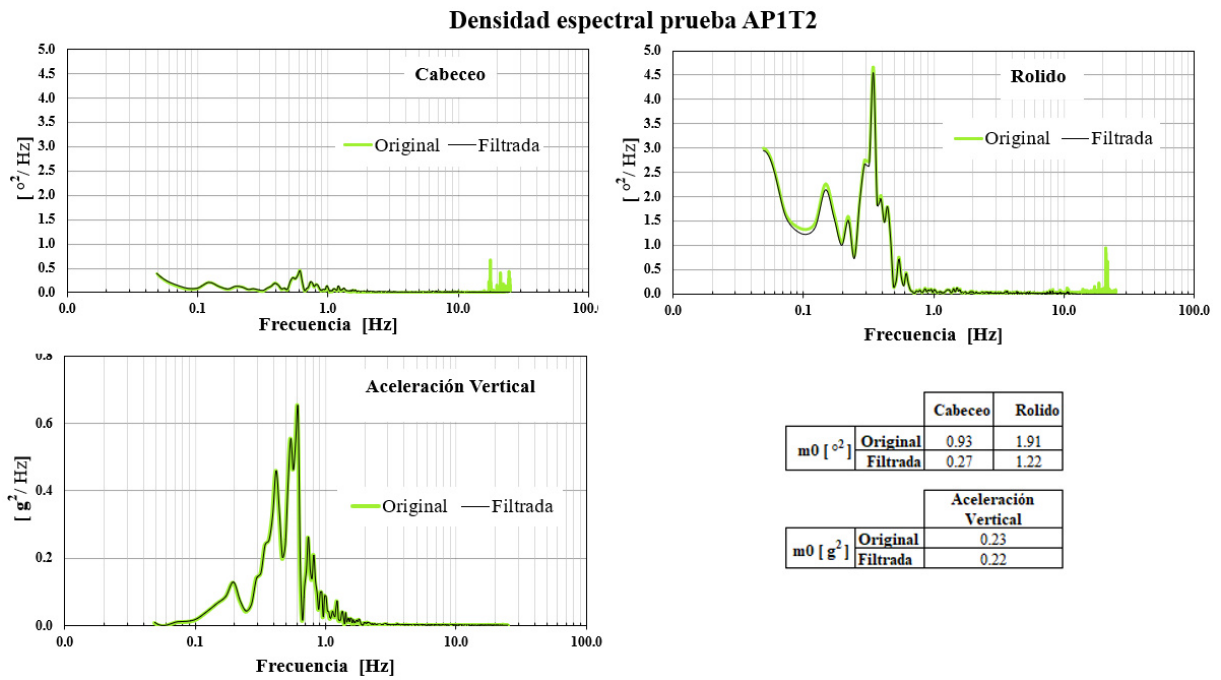 Densidad espectral prueba AP1T2
Cabeceo
5.0
4.5
4.0
3.5
3.0
2.5
2.0
1.5
1.0
0.5
0.0
[ °²/ Hz]
Original
Filtrada
0.0
0.1
1.0
10.0
100.0
Frecuencia [Hz]
Rolido
5.0
4.5
4.0
3.5
3.0
2.5
2.0
1.5
1.0
0.5
0.0
[ °²/ Hz]
Original
Filtrada
0.0
0.1
1.0
10.0
100.0
Frecuencia [Hz]
Aceleración Vertical
0.8
0.6
0.4
0.2
0.0
[ g²/ Hz]
Original
Filtrada
0.0
0.1
1.0
10.0
100.0
Frecuencia [Hz]
Cabeceo Rolido
m0 [ °² ] Original 0.93 1.91
Filtrada 0.27 1.22
Aceleración
Vertical
m0 [ g² ] Original 0.23
Filtrada 0.22